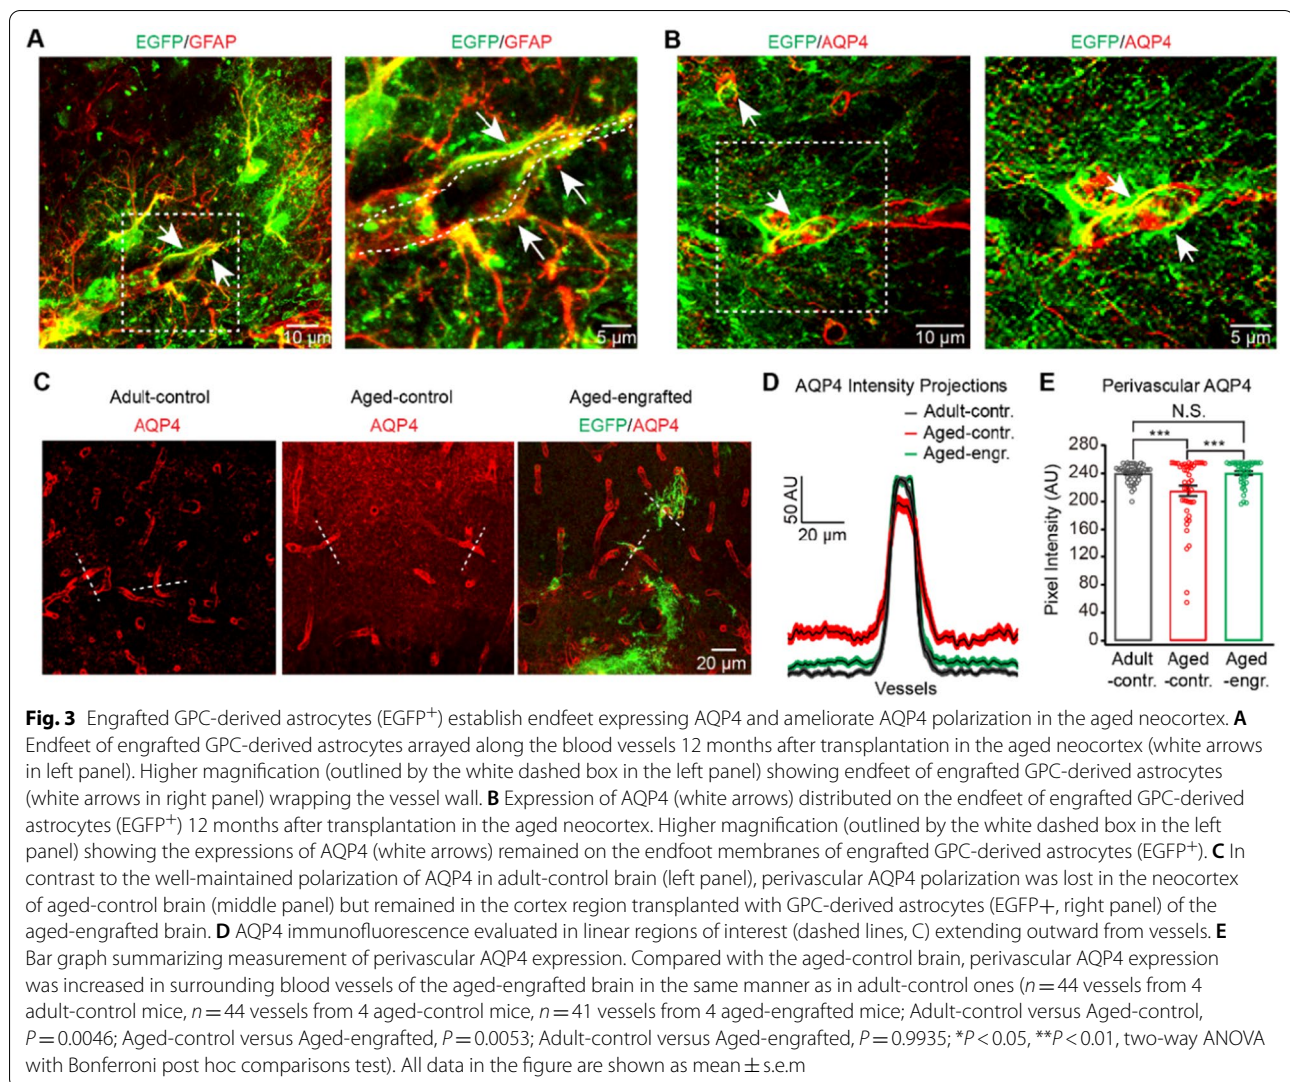 A
EGFP/GFAP
EGFP/GFAP
10 µm
5 µm
B
EGFP/AQP4
EGFP/AQP4
10 µm
5 µm
C
Adult-control
AQP4
Aged-control
AQP4
Aged-engrafted
EGFP/AQP4
20 µm
D
AQP4 Intensity Projections
Adult-contr.
Aged-contr.
Aged-engr.
50 AU
20 µm
Vessels
E
Perivascular AQP4
N.S.
***
***
Pixel Intensity (AU)
280
240
200
160
120
80
40
0
Adult
-contr.
Aged
-contr.
Aged
-engr.
Fig. 3 Engrafted GPC-derived astrocytes (EGFP+) establish endfeet expressing AQP4 and ameliorate AQP4 polarization in the aged neocortex. A
Endfeet of engrafted GPC-derived astrocytes arrayed along the blood vessels 12 months after transplantation in the aged neocortex (white arrows
in left panel). Higher magnification (outlined by the white dashed box in the left panel) showing endfeet of engrafted GPC-derived astrocytes
(white arrows in right panel) wrapping the vessel wall. B Expression of AQP4 (white arrows) distributed on the endfeet of engrafted GPC-derived
astrocytes (EGFP+) 12 months after transplantation in the aged neocortex. Higher magnification (outlined by the white dashed box in the left
panel) showing the expressions of AQP4 (white arrows) remained on the endfoot membranes of engrafted GPC-derived astrocytes (EGFP+). C In
contrast to the well-maintained polarization of AQP4 in adult-control brain (left panel), perivascular AQP4 polarization was lost in the neocortex
of aged-control brain (middle panel) but remained in the cortex region transplanted with GPC-derived astrocytes (EGFP+, right panel) of the
aged-engrafted brain. D AQP4 immunofluorescence evaluated in linear regions of interest (dashed lines, C) extending outward from vessels. E
Bar graph summarizing measurement of perivascular AQP4 expression. Compared with the aged-control brain, perivascular AQP4 expression
was increased in surrounding blood vessels of the aged-engrafted brain in the same manner as in adult-control ones (n = 44 vessels from 4
adult-control mice, n = 44 vessels from 4 aged-control mice, n = 41 vessels from 4 aged-engrafted mice; Adult-control versus Aged-control,
P = 0.0046; Aged-control versus Aged-engrafted, P = 0.0053; Adult-control versus Aged-engrafted, P = 0.9935; *P < 0.05, **P < 0.01, two-way ANOVA
with Bonferroni post hoc comparisons test). All data in the figure are shown as mean ± s.e.m